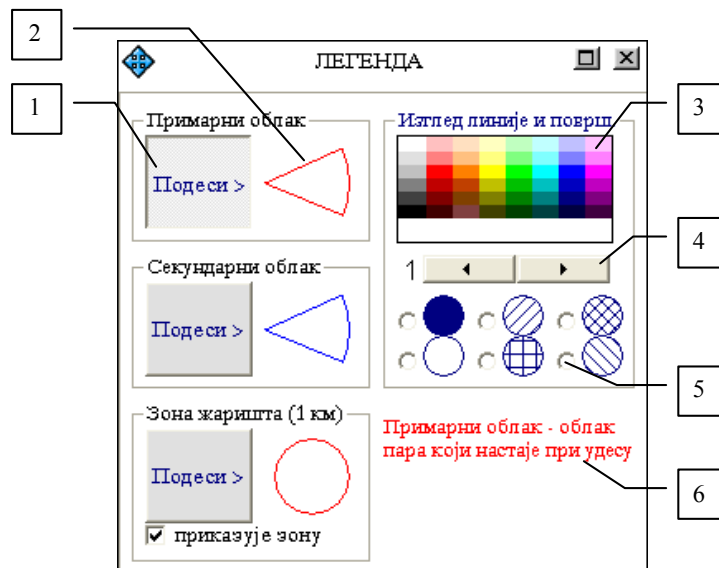 2
ЛЕГЕНДА
1
Примарни облак
Изглед линије и површ
3
Подеси >
4
1
Секундарни облак
Подеси >
5
Зона жаришта (1 км)
Примарни облак - облак
пара који настаје при удесу
Подеси >
6
приказује зону